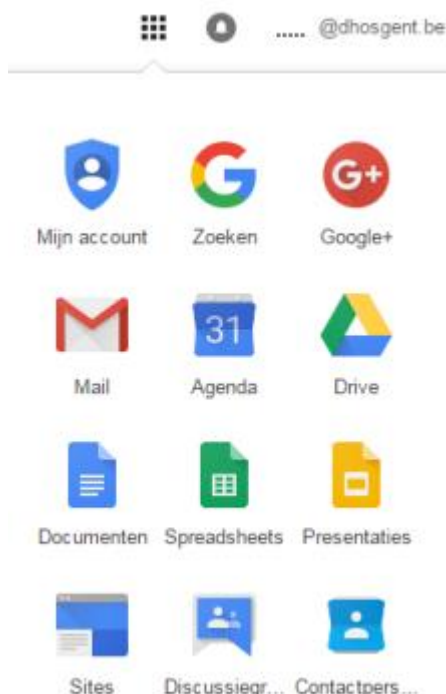 ..... @dhosgent.be
G+
Mijn account Zoeken Google+
31
Mail Agenda Drive
Documenten Spreadsheets Presentaties
Sites Discussiegr... Contactpers...